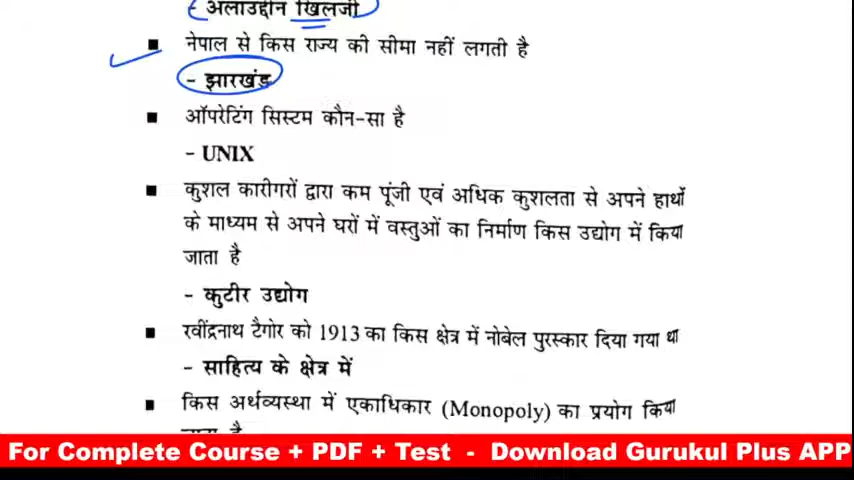 - अलाउद्दीन खिलजी
▪ नेपाल से किस राज्य की सीमा नहीं लगती है
- झारखंड
▪ ऑपरेटिंग सिस्टम कौन-सा है
- UNIX
▪ कुशल कारीगरों द्वारा कम पूंजी एवं अधिक कुशलता से अपने हाथों
के माध्यम से अपने घरों में वस्तुओं का निर्माण किस उद्योग में किया
जाता है
- कुटीर उद्योग
▪ रवींद्रनाथ टैगोर को 1913 का किस क्षेत्र में नोबेल पुरस्कार दिया गया था
- साहित्य के क्षेत्र में
▪ किस अर्थव्यस्था में एकाधिकार (Monopoly) का प्रयोग किया
For Complete Course + PDF + Test - Download Gurukul Plus APP